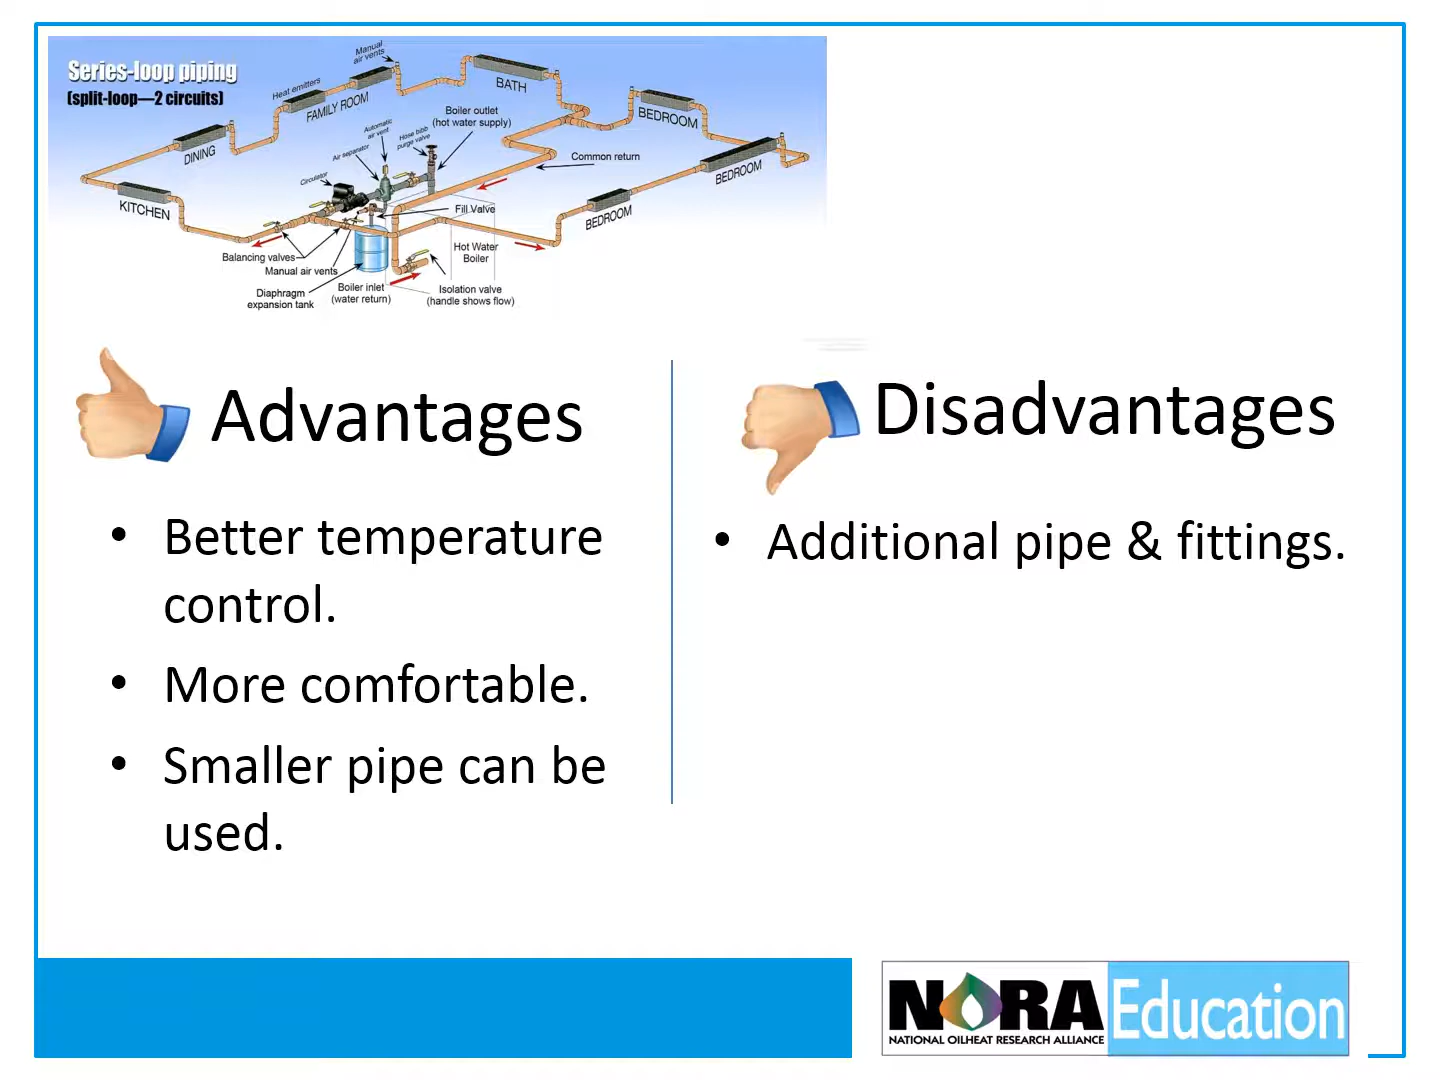 Series-loop piping
(split-loop—2 circuits)
Manual
air vents
Heat emitters
FAMILY ROOM
BATH
BEDROOM
BEDROOM
BEDROOM
DINING
KITCHEN
Automatic
air vent
Air separator
Circulator
Hose bibb
purge valve
Boiler outlet
(hot water supply)
Common return
Fill Valve
Hot Water
Boiler
Balancing valves
Manual air vents
Diaphragm
expansion tank
Boiler inlet
(water return)
Isolation valve
(handle shows flow)
Advantages
• Better temperature
control.
• More comfortable.
• Smaller pipe can be
used.
Disadvantages
• Additional pipe & fittings.
NORA Education
NATIONAL OILHEAT RESEARCH ALLIANCE